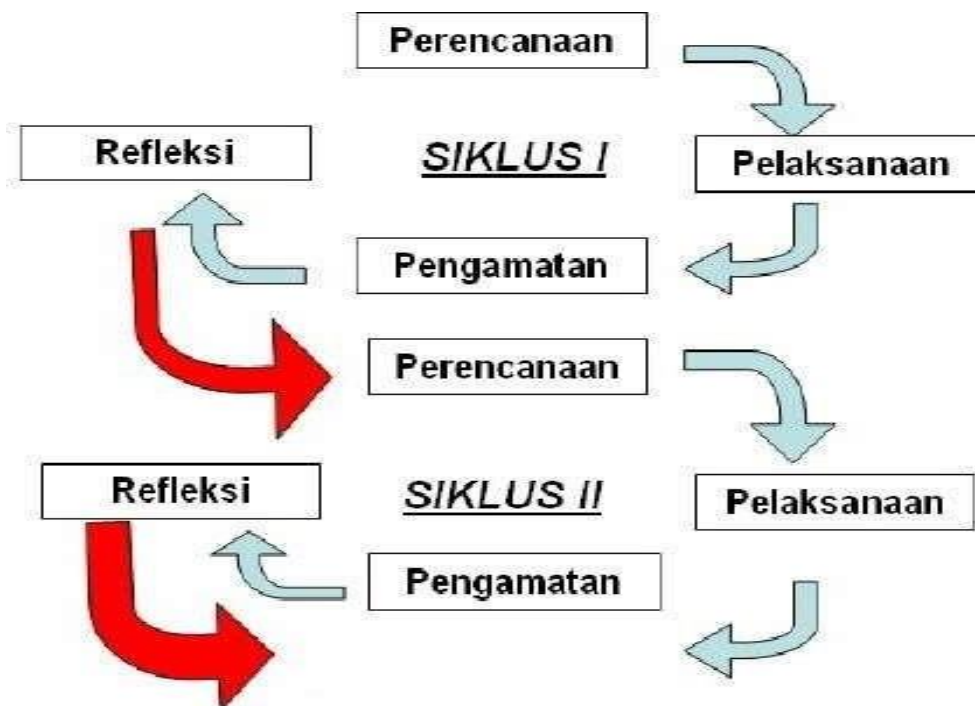 Perencanaan
Refleksi
SIKLUS I
Pelaksanaan
Pengamatan
Perencanaan
Refleksi
SIKLUS II
Pelaksanaan
Pengamatan